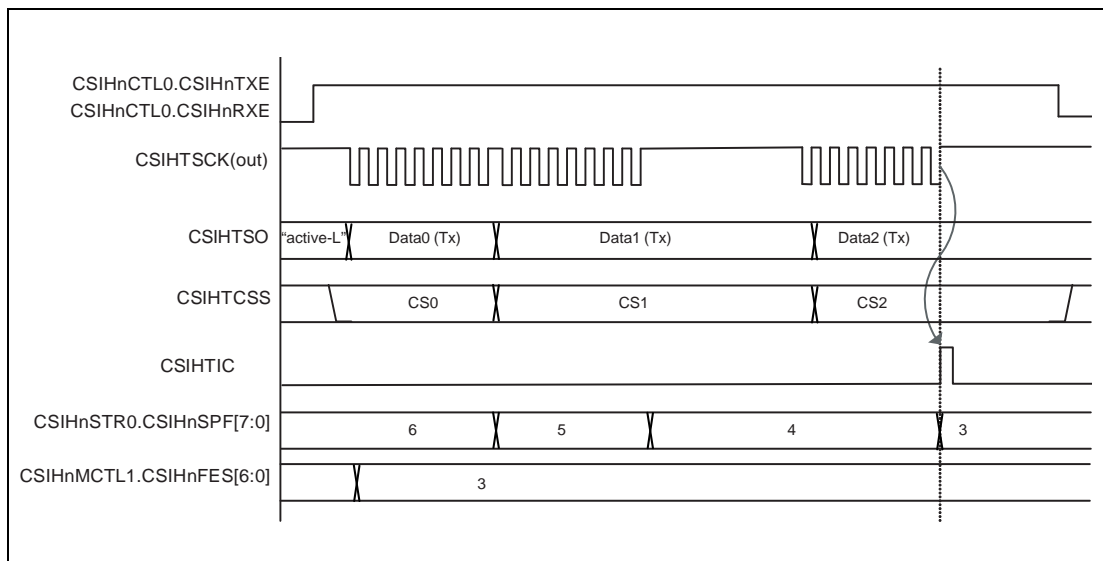 CSIHnCTL0.CSIHnTXE
CSIHnCTL0.CSIHnRXE
CSIHTSCK(out)
CSIHTSO "active-L" Data0 (Tx) Data1 (Tx) Data2 (Tx)
CSIHTCSS CS0 CS1 CS2
CSIHTIC
CSIHnSTR0.CSIHnSPF[7:0] 6 5 4 3
CSIHnMCTL1.CSIHnFES[6:0] 3